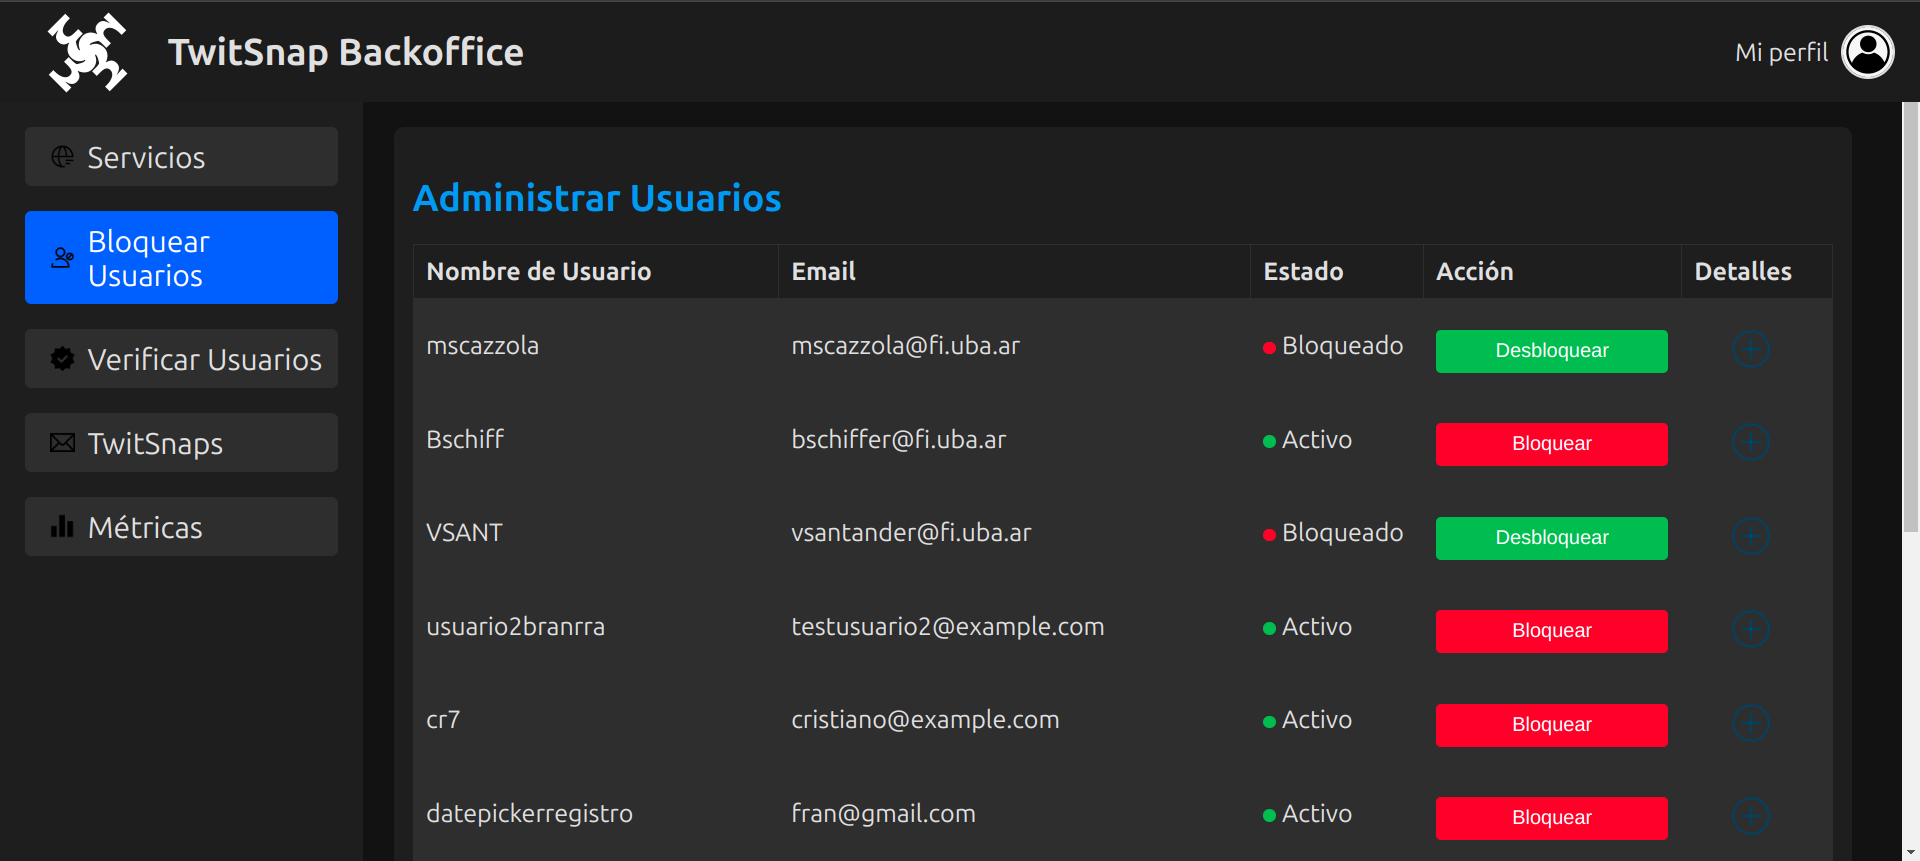 TwitSnap Backoffice
Mi perfil
Servicios
Bloquear
Usuarios
Verificar Usuarios
TwitSnaps
Métricas
Administrar Usuarios
Nombre de Usuario Email Estado Acción Detalles
mscazzola mscazzola@fi.uba.ar Bloqueado Desbloquear
Bschiff bschiffer@fi.uba.ar Activo Bloquear
VSANT vsantander@fi.uba.ar Bloqueado Desbloquear
usuario2branrra testusuario2@example.com Activo Bloquear
cr7 cristiano@example.com Activo Bloquear
datepickerregistro fran@gmail.com Activo Bloquear